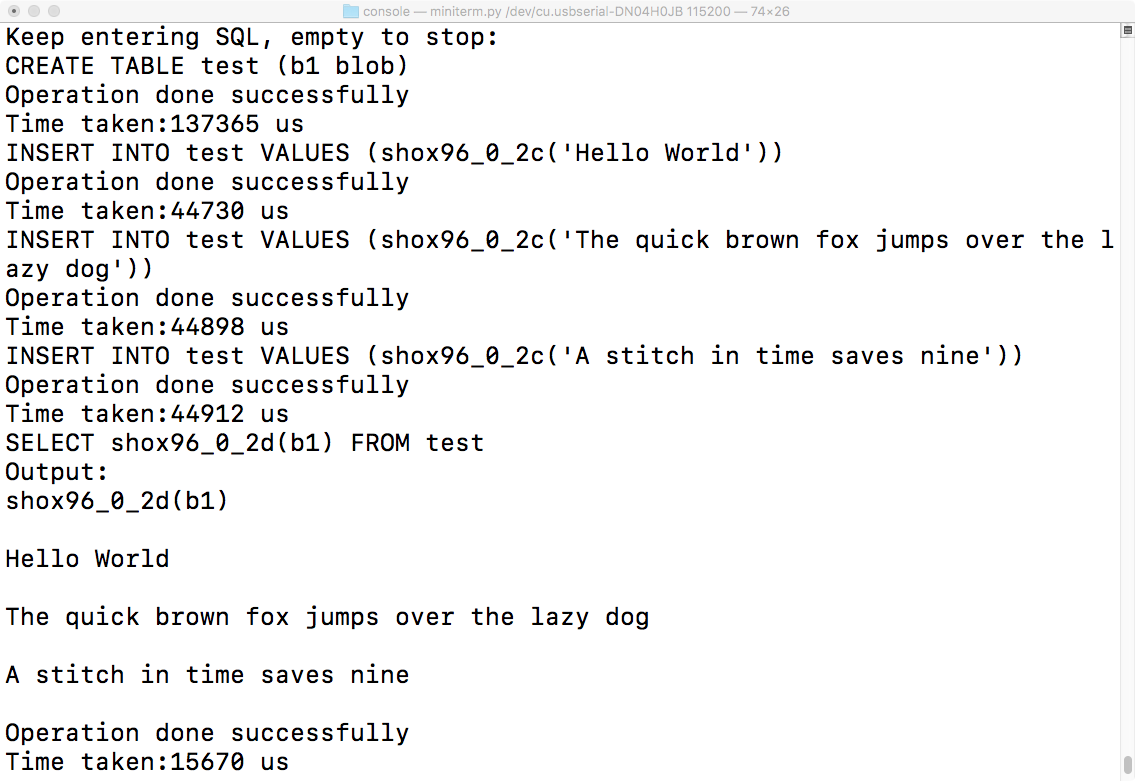 console — miniterm.py /dev/cu.usbserial-DN04H0JB 115200 — 74×26
Keep entering SQL, empty to stop:
CREATE TABLE test (b1 blob)
Operation done successfully
Time taken:137365 us
INSERT INTO test VALUES (shox96_0_2c('Hello World'))
Operation done successfully
Time taken:44730 us
INSERT INTO test VALUES (shox96_0_2c('The quick brown fox jumps over the l
azy dog'))
Operation done successfully
Time taken:44898 us
INSERT INTO test VALUES (shox96_0_2c('A stitch in time saves nine'))
Operation done successfully
Time taken:44912 us
SELECT shox96_0_2d(b1) FROM test
Output:
shox96_0_2d(b1)
Hello World
The quick brown fox jumps over the lazy dog
A stitch in time saves nine
Operation done successfully
Time taken:15670 us